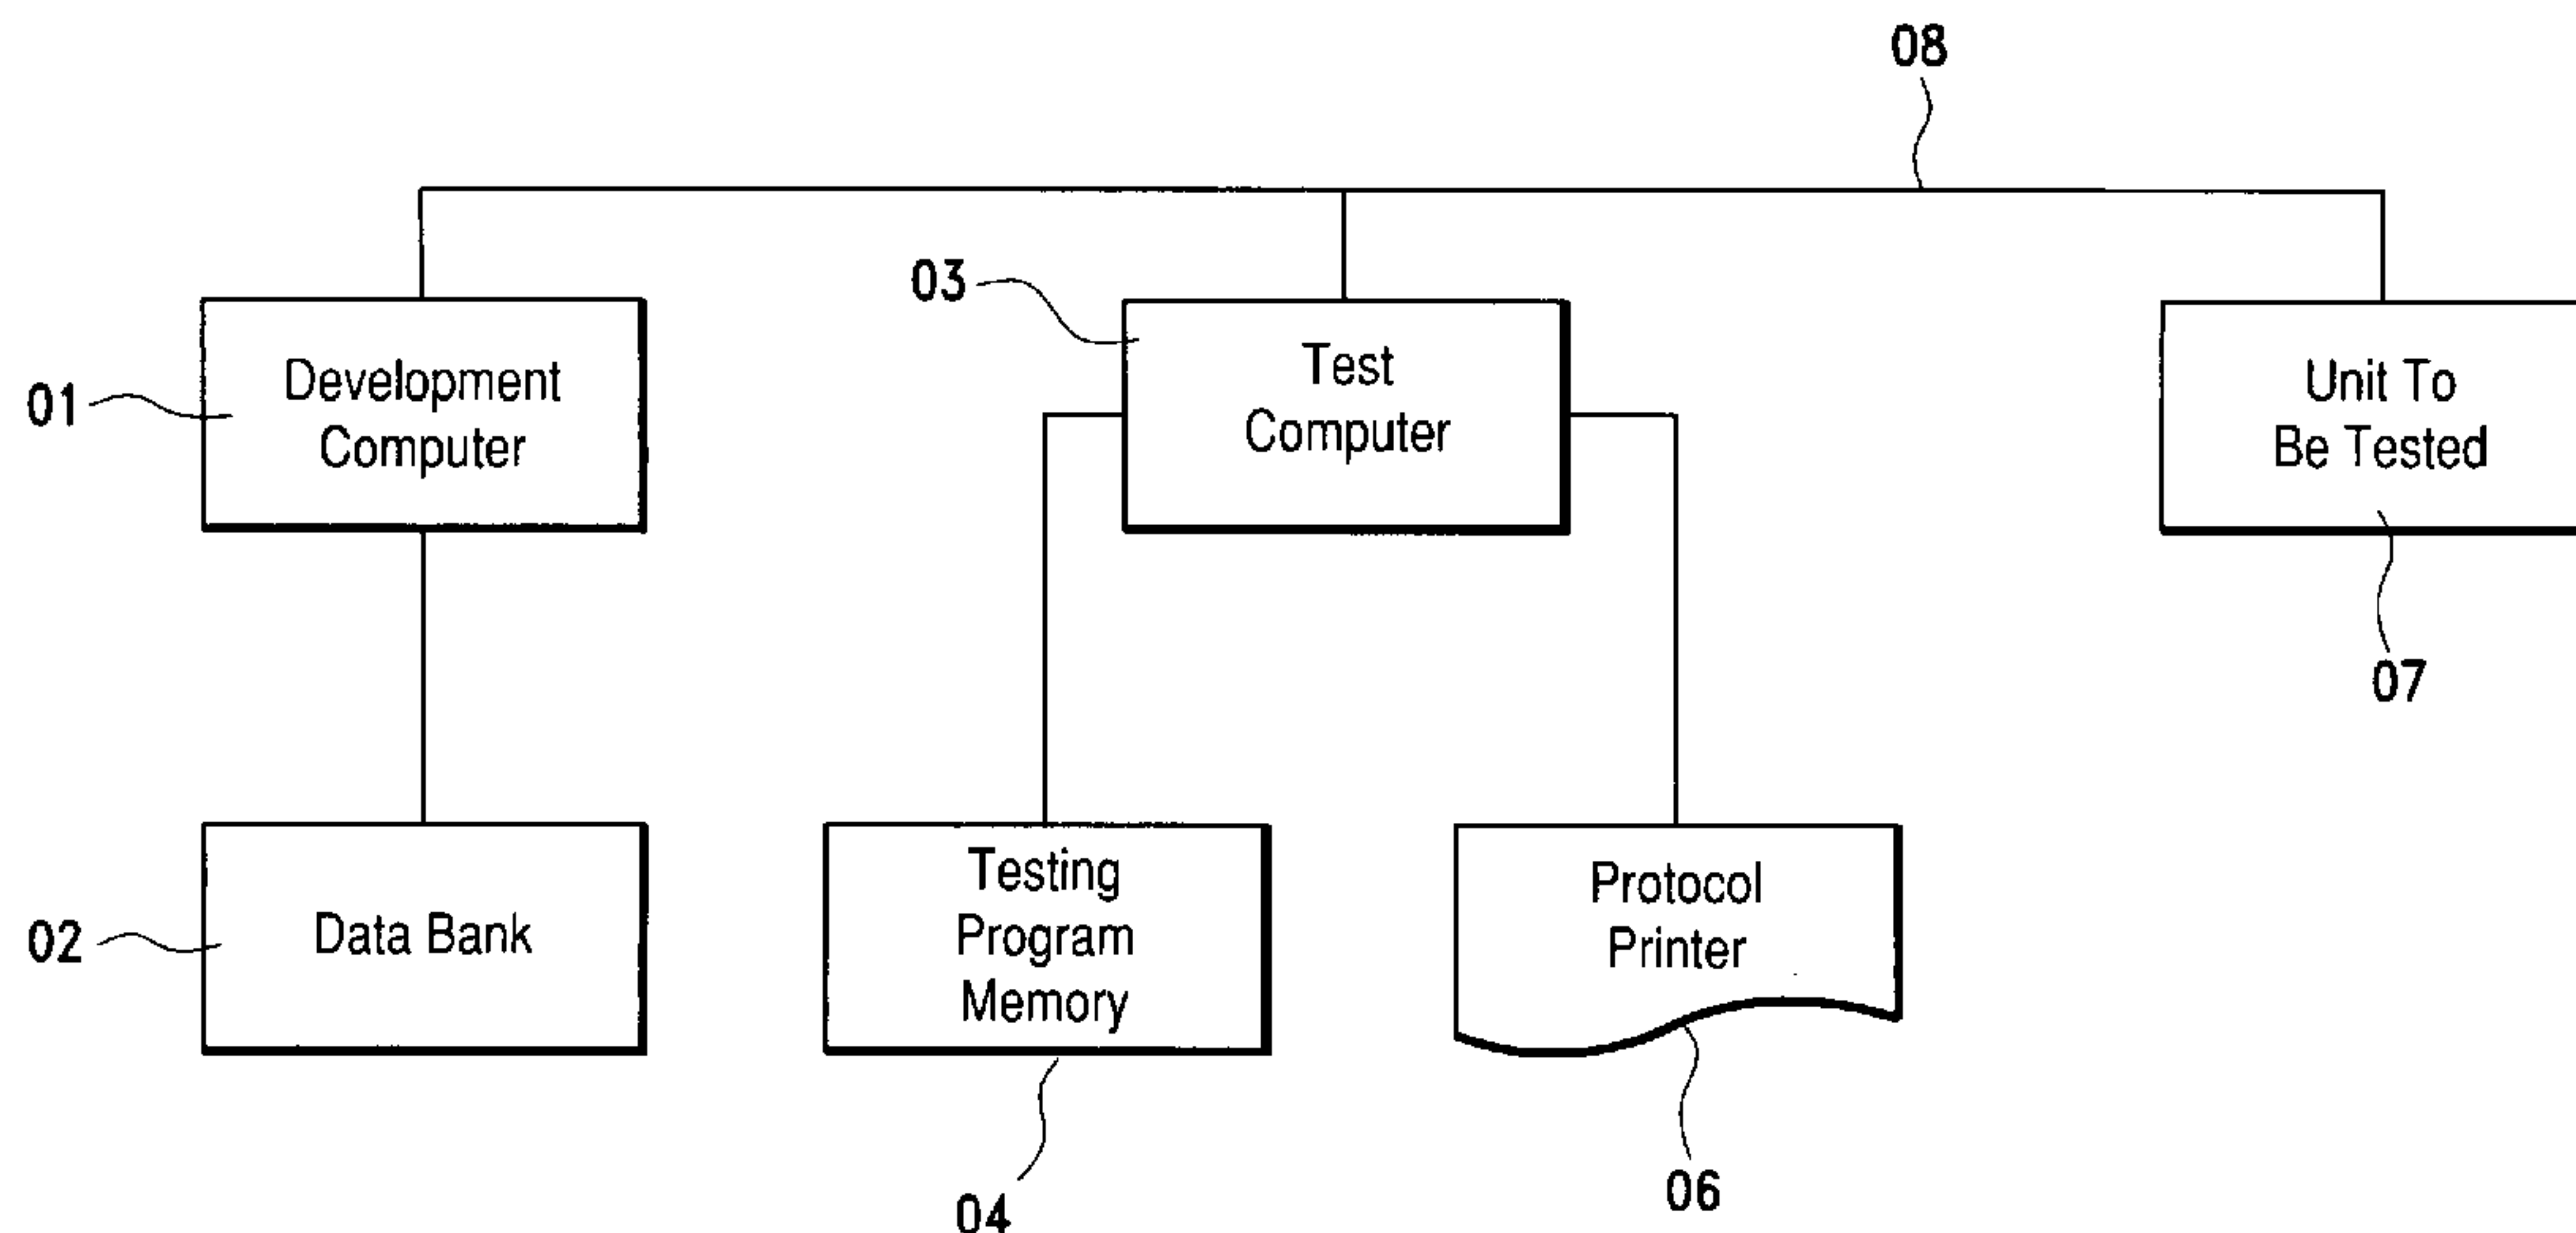 08
03
01
Development
Computer
Test
Computer
Unit To
Be Tested
07
02
Data Bank
Testing
Program
Memory
Protocol
Printer
04
06